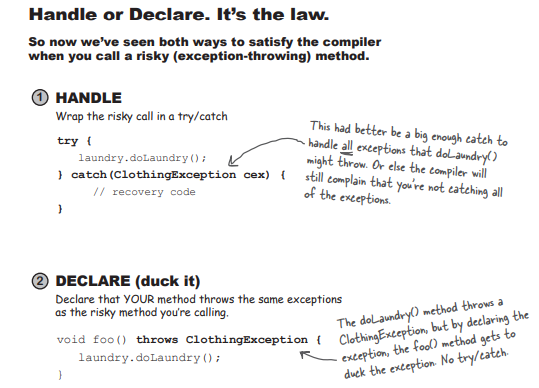 Handle or Declare. It's the law.
So now we've seen both ways to satisfy the compiler
when you call a risky (exception-throwing) method.
1 HANDLE
Wrap the risky call in a try/catch
try {
laundry.doLaundry();
} catch(ClothingException cex) {
// recovery code
}
This had better be a big enough catch to
handle all exceptions that doLaundry()
might throw. Or else the compiler will
still complain that you're not catching all
of the exceptions.
2 DECLARE (duck it)
Declare that YOUR method throws the same exceptions
as the risky method you're calling.
void foo() throws ClothingException {
laundry.doLaundry();
}
The doLaundry() method throws a
ClothingException, but by declaring the
exception, the foo() method gets to
duck the exception. No try/catch.